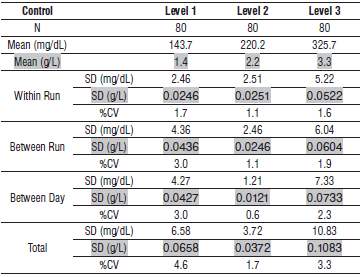 Control Level 1 Level 2 Level 3
N 80 80 80
Mean (mg/dL) 143.7 220.2 325.7
Mean (g/L) 1.4 2.2 3.3
SD (mg/dL) 2.46 2.51 5.22
Within Run SD (g/L) 0.0246 0.0251 0.0522
%CV 1.7 1.1 1.6
SD (mg/dL) 4.36 2.46 6.04
Between Run SD (g/L) 0.0436 0.0246 0.0604
%CV 3.0 1.1 1.9
SD (mg/dL) 4.27 1.21 7.33
Between Day SD (g/L) 0.0427 0.0121 0.0733
%CV 3.0 0.6 2.3
SD (mg/dL) 6.58 3.72 10.83
Total SD (g/L) 0.0658 0.0372 0.1083
%CV 4.6 1.7 3.3